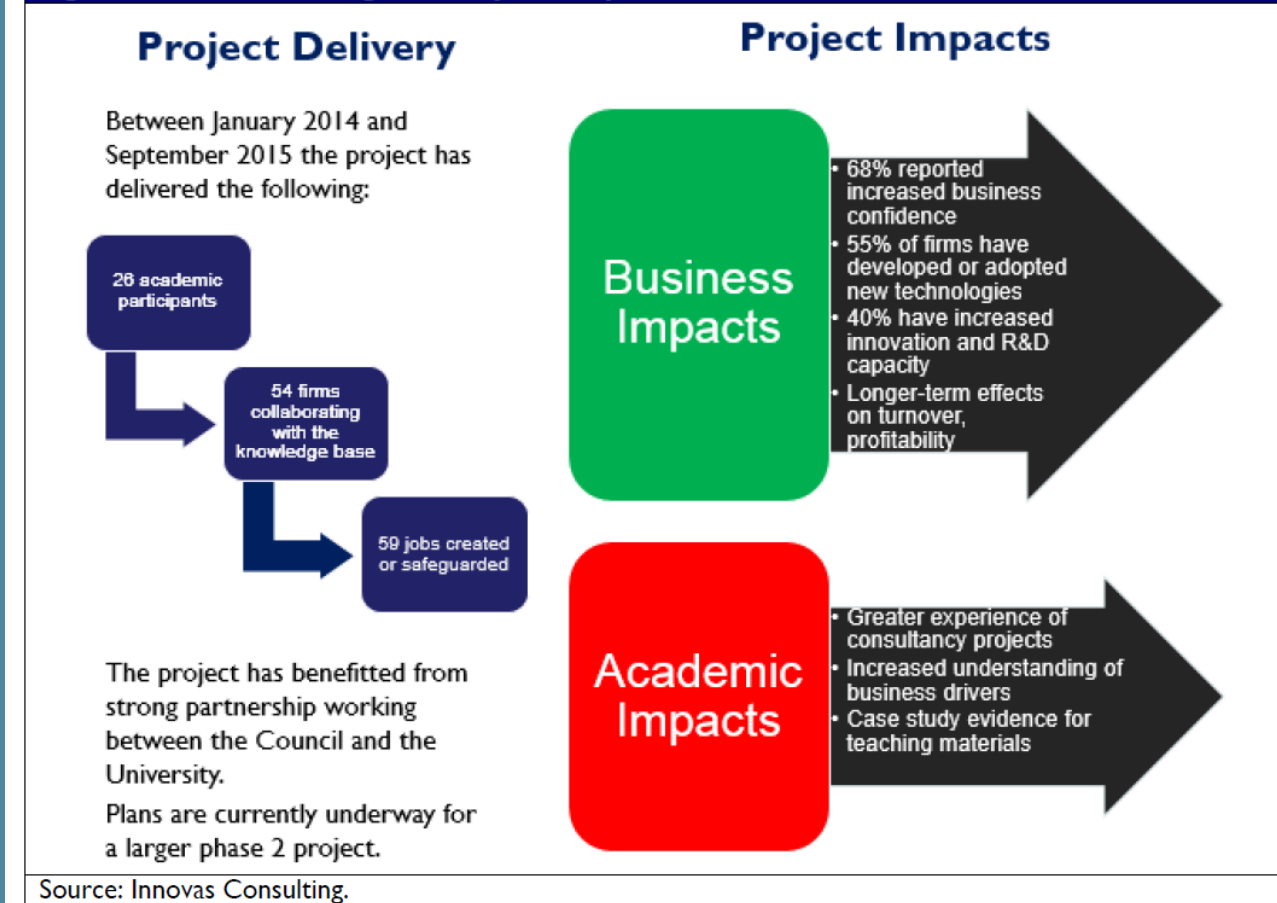 Project Delivery
Between January 2014 and
September 2015 the project has
delivered the following:
26 academic
participants
54 firms
collaborating
with the
knowledge base
59 jobs created
or safeguarded
The project has benefitted from
strong partnership working
between the Council and the
University.
Plans are currently underway for
a larger phase 2 project.
Project Impacts
Business
Impacts
• 68% reported
increased business
confidence
• 55% of firms have
developed or adopted
new technologies
• 40% have increased
innovation and R&D
capacity
• Longer-term effects
on turnover,
profitability
Academic
Impacts
• Greater experience of
consultancy projects
• Increased understanding of
business drivers
• Case study evidence for
teaching materials
Source: Innovas Consulting.